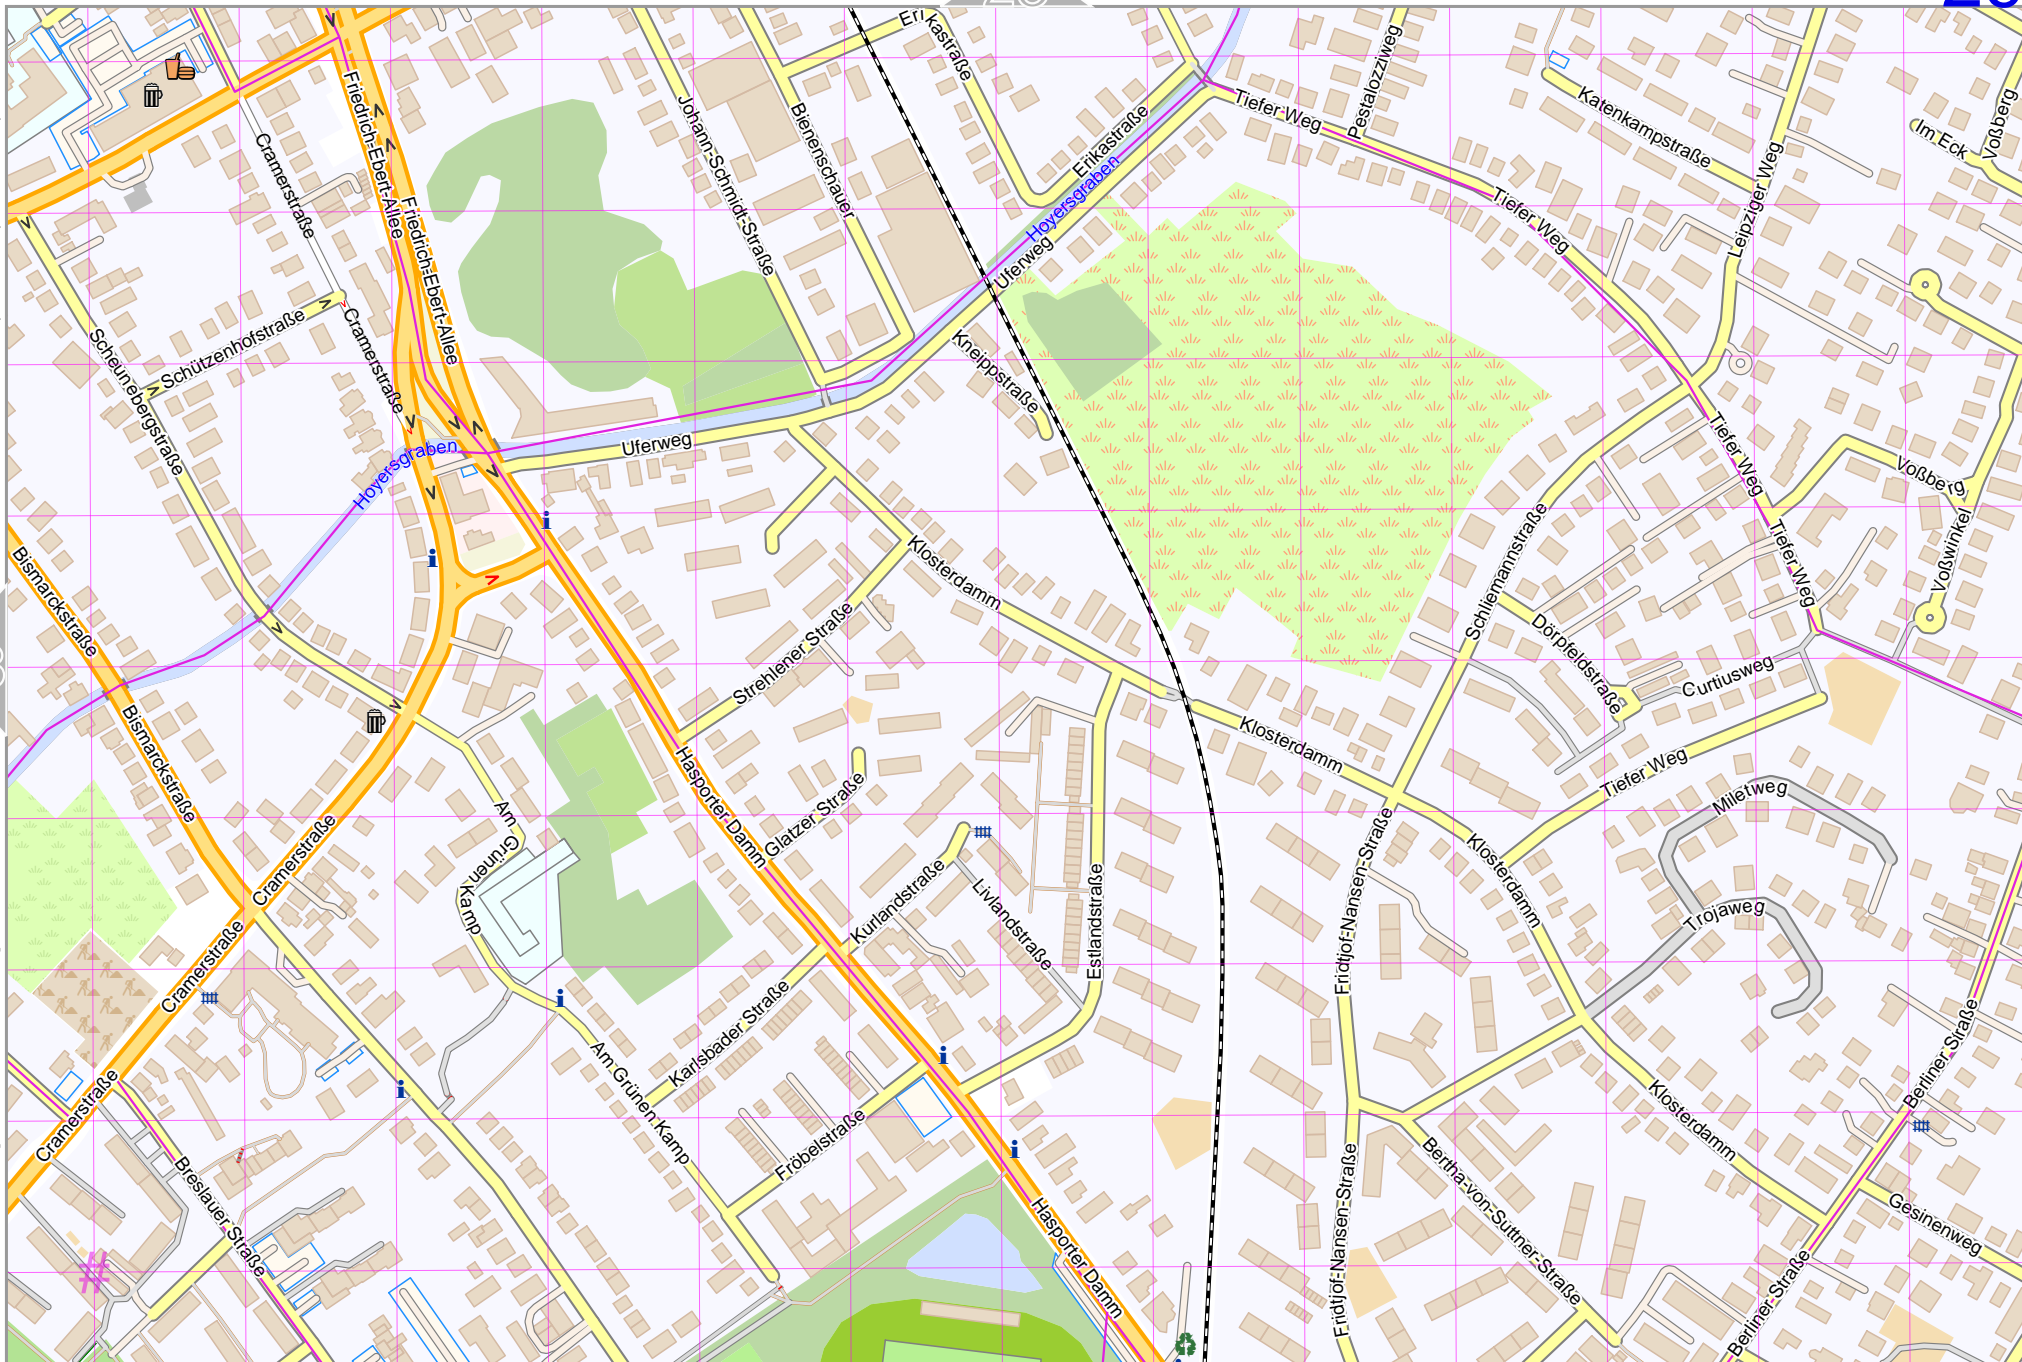 Erikastraße
Friedrich-Ebert-Allee
Cramerstraße
Johann-Schmidt-Straße
Bienenschauer
Erikastraße
Hoyersgraben
Uferweg
Tiefer Weg
Pestalozziweg
Katenkampstraße
Leipziger Weg
Im Eck
Voßberg
Tiefer Weg
Friedrich-Ebert-Allee
Scheunebergstraße
Schützenhofstraße
Cramerstraße
Kneippstraße
Uferweg
Hoyersgraben
Tiefer Weg
Voßberg
Voßwinkel
Tiefer Weg
Bismarckstraße
Klosterdamm
Schliemannstraße
Dörpfeldstraße
Curtiusweg
Strehlener Straße
Bismarckstraße
Klosterdamm
Tiefer Weg
Miletweg
Hasporter Damm
Glatzer Straße
Am Grünen Kamp
Cramerstraße
Kurlandstraße
Livlandstraße
Estlandstraße
Fridtjof-Nansen-Straße
Klosterdamm
Trojaweg
Cramerstraße
Karlsbader Straße
Am Grünen Kamp
Berliner Straße
Cramerstraße
Fröbelstraße
Klosterdamm
Bertha-von-Suttner-Straße
Fridtjof-Nansen-Straße
Breslauer Straße
Hasporter Damm
Gesinenweg
Berliner Straße
#